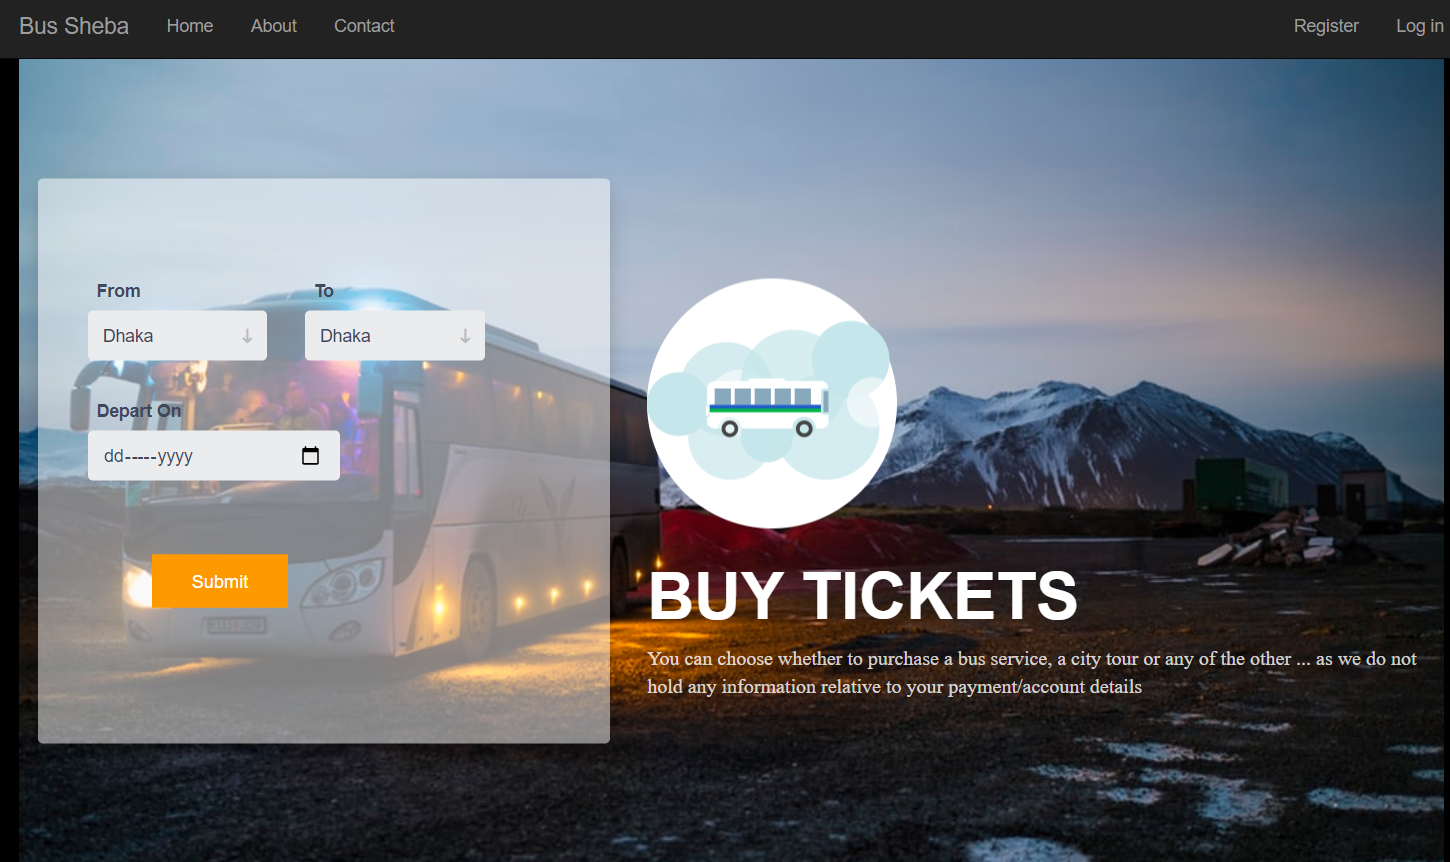 Bus Sheba Home About Contact Register Log in
From To
Dhaka Dhaka
Depart On
dd-----yyyy
Submit
BUY TICKETS
You can choose whether to purchase a bus service, a city tour or any of the other ... as we do not
hold any information relative to your payment/account details